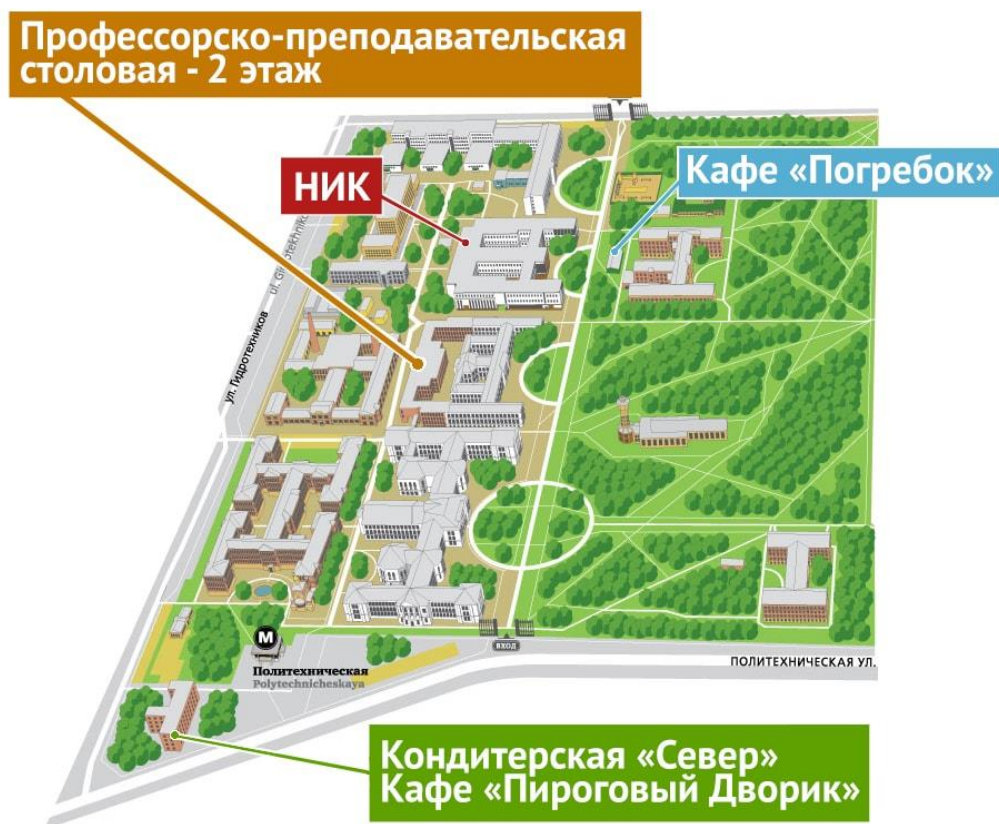 Профессорско-преподавательская
столовая - 2 этаж
НИК
Кафе «Погребок»
ул. Гидротехников
ul.
М
Политехническая
Polytechnicheskaya
ВХОД
ПОЛИТЕХНИЧЕСКАЯ УЛ.
Кондитерская «Север»
Кафе «Пироговый Дворик»